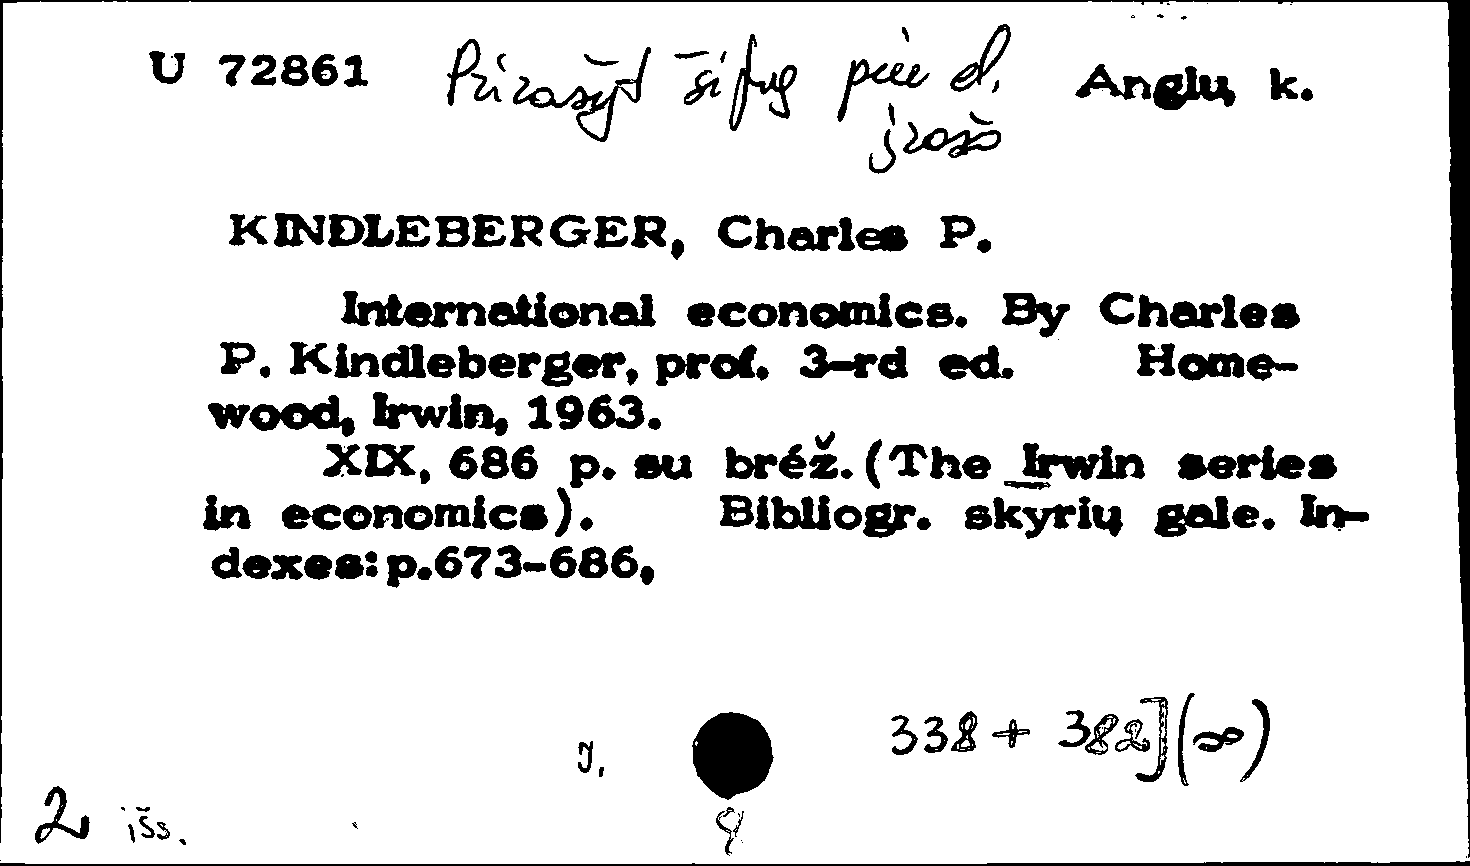 U 72861 Prirašyt šifrą prie d. Anglų k.
įrašo
KINDLEBERGER, Charles P.
International economics. By Charles
P. Kindleberger, prof. 3-rd ed. Home-
wood, Irwin, 1963.
XIX, 686 p. su brėž. (The Irwin series
in economics). Bibliogr. skyrių gale. In-
dexes: p.673-686,
338 + 382](∞)
2 išs.